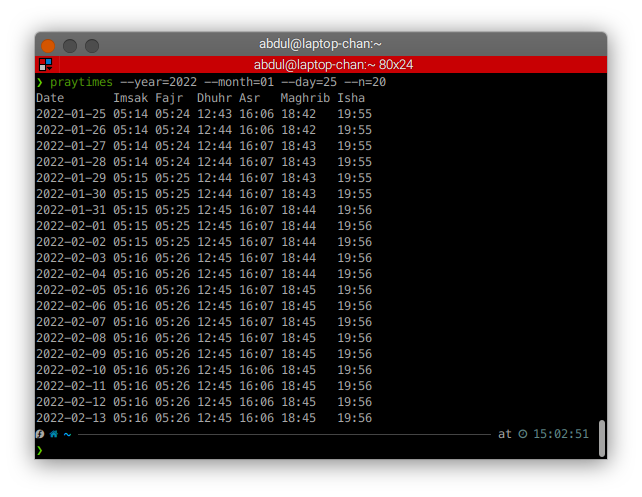 abdul@laptop-chan:~
abdul@laptop-chan:~ 80x24
❯ praytimes --year=2022 --month=01 --day=25 --n=20
Date       Imsak Fajr  Dhuhr Asr   Maghrib Isha
2022-01-25 05:14 05:24 12:43 16:06 18:42   19:55
2022-01-26 05:14 05:24 12:44 16:06 18:42   19:55
2022-01-27 05:14 05:24 12:44 16:07 18:43   19:55
2022-01-28 05:14 05:24 12:44 16:07 18:43   19:55
2022-01-29 05:15 05:25 12:44 16:07 18:43   19:55
2022-01-30 05:15 05:25 12:44 16:07 18:43   19:55
2022-01-31 05:15 05:25 12:45 16:07 18:44   19:56
2022-02-01 05:15 05:25 12:45 16:07 18:44   19:56
2022-02-02 05:15 05:25 12:45 16:07 18:44   19:56
2022-02-03 05:16 05:26 12:45 16:07 18:44   19:56
2022-02-04 05:16 05:26 12:45 16:07 18:44   19:56
2022-02-05 05:16 05:26 12:45 16:07 18:45   19:56
2022-02-06 05:16 05:26 12:45 16:07 18:45   19:56
2022-02-07 05:16 05:26 12:45 16:07 18:45   19:56
2022-02-08 05:16 05:26 12:45 16:07 18:45   19:56
2022-02-09 05:16 05:26 12:45 16:07 18:45   19:56
2022-02-10 05:16 05:26 12:45 16:06 18:45   19:56
2022-02-11 05:16 05:26 12:45 16:06 18:45   19:56
2022-02-12 05:16 05:26 12:45 16:06 18:45   19:56
2022-02-13 05:16 05:26 12:45 16:06 18:45   19:56
~ at 15:02:51
❯